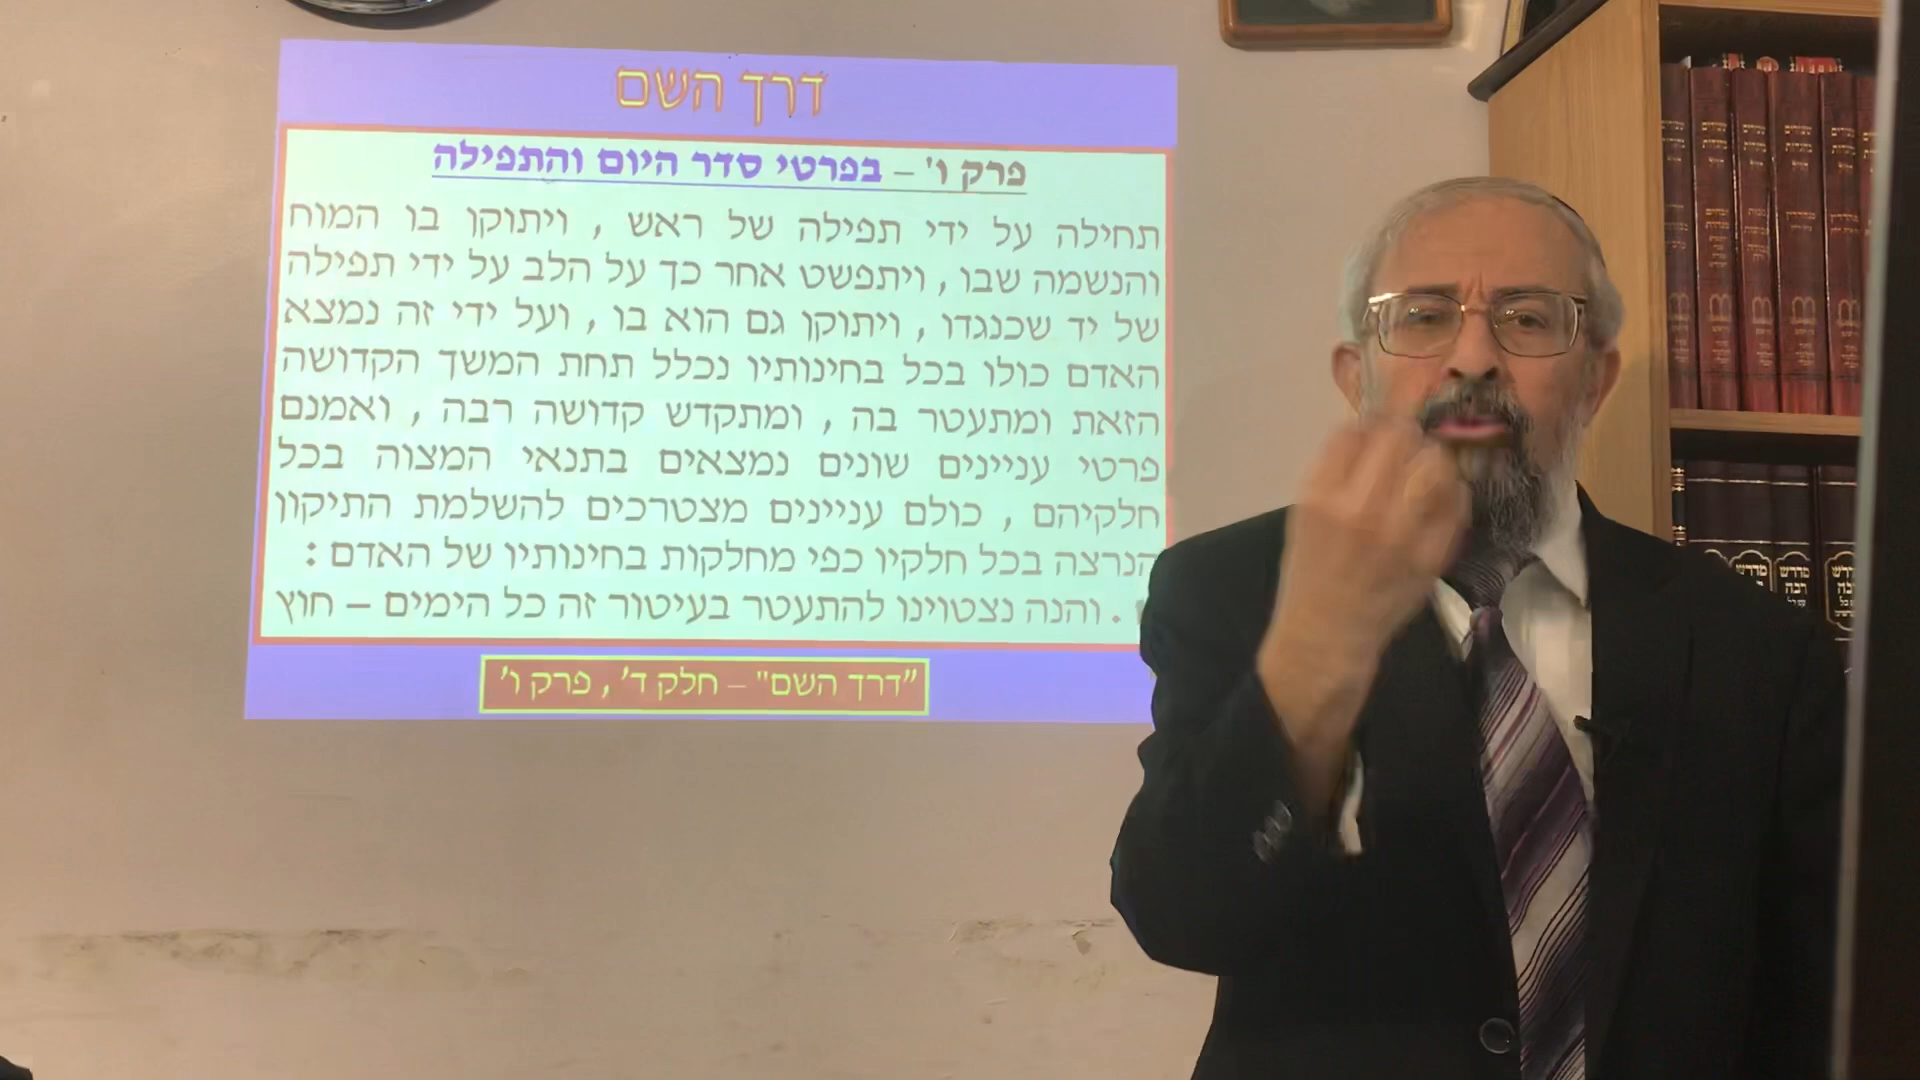 דרך השם
פרק ו' – בפרטי סדר היום והתפילה
תחילה על ידי תפילה של ראש , ויתוקן בו המוח
והנשמה שבו , ויתפשט אחר כך על הלב על ידי תפילה
של יד שכנגדו , ויתוקן גם הוא בו , ועל ידי זה נמצא
האדם כולו בכל בחינותיו נכלל תחת המשך הקדושה
הזאת ומתעטר בה , ומתקדש קדושה רבה , ואמנם
פרטי עניינים שונים נמצאים בתנאי המצוה בכל
חלקיהם , כולם עניינים מצטרכים להשלמת התיקון
הנרצה בכל חלקיו כפי מחלקות בחינותיו של האדם :
. והנה נצטוינו להתעטר בעיטור זה כל הימים – חוץ
"דרך השם" – חלק ד' , פרק ו'
מדרש
רבה
מדרש
רבה